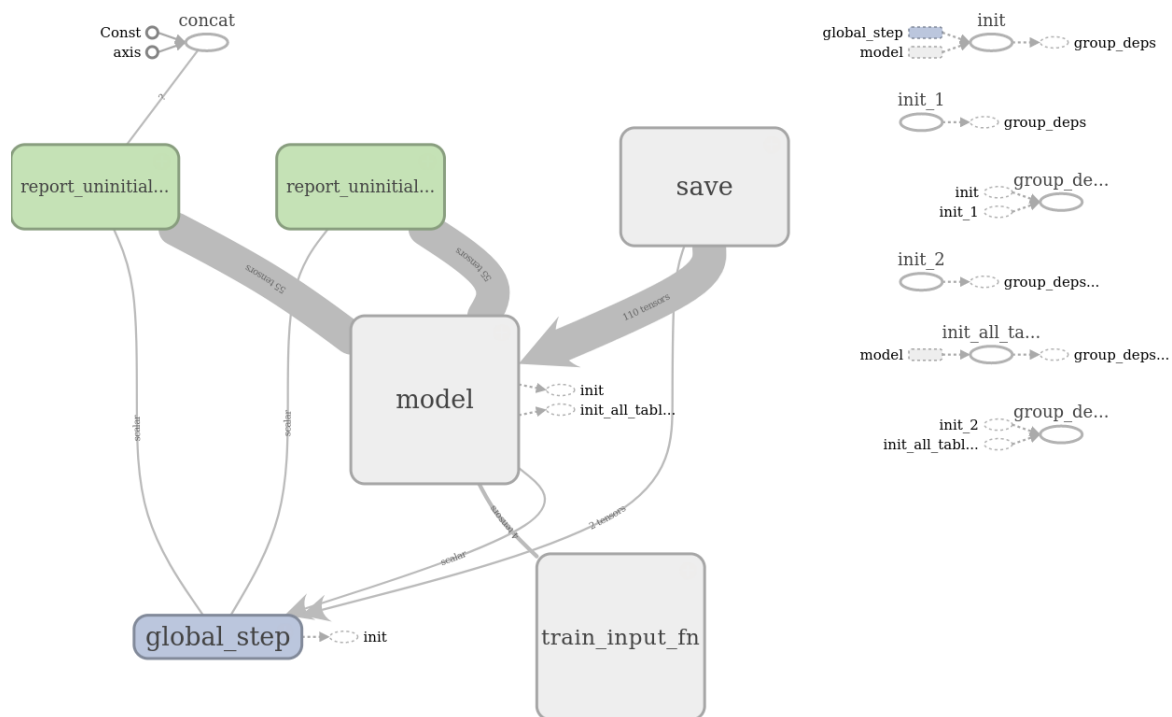 concat
Const
axis
?
report_uninitial...
report_uninitial...
save
55 tensors
55 tensors
110 tensors
model
init
init_all_tabl...
scalar
scalar
4 tensors
2 tensors
scalar
global_step
init
train_input_fn
init
global_step
model
group_deps
init_1
group_deps
group_de...
init
init_1
init_2
group_deps...
init_all_ta...
model
group_deps...
group_de...
init_2
init_all_tabl...